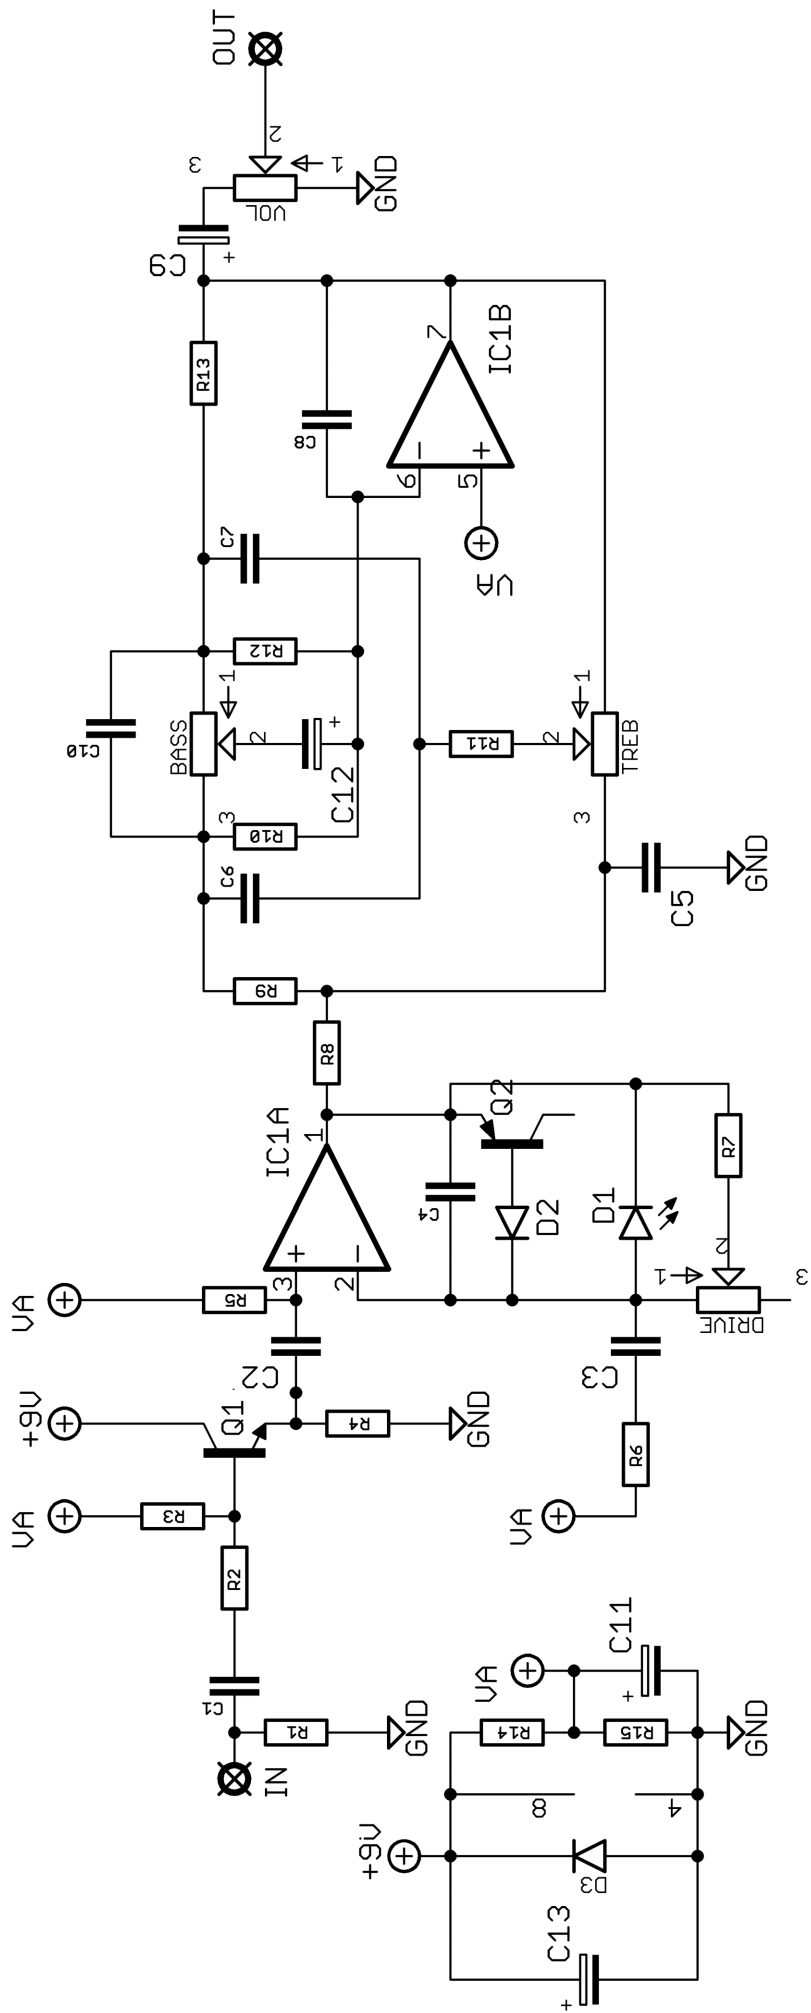 OUT
2
3
1
VOL
GND
C9
+
7
IC1B
R13
C8
6
5
VA
C7
R12
1
BASS
2
C10
C12
+
3
R10
C6
R11
1
2
TREB
3
C5
GND
R9
R8
IC1A
1
3
2
Q2
C4
D2
D1
R7
2
1
3
DRIVE
VA
R5
C2
C3
+9V
Q1
R4
GND
VA
R3
R6
VA
R2
C1
R1
GND
IN
VA
C11
+
R14
R15
GND
8
4
+9V
D3
C13
+